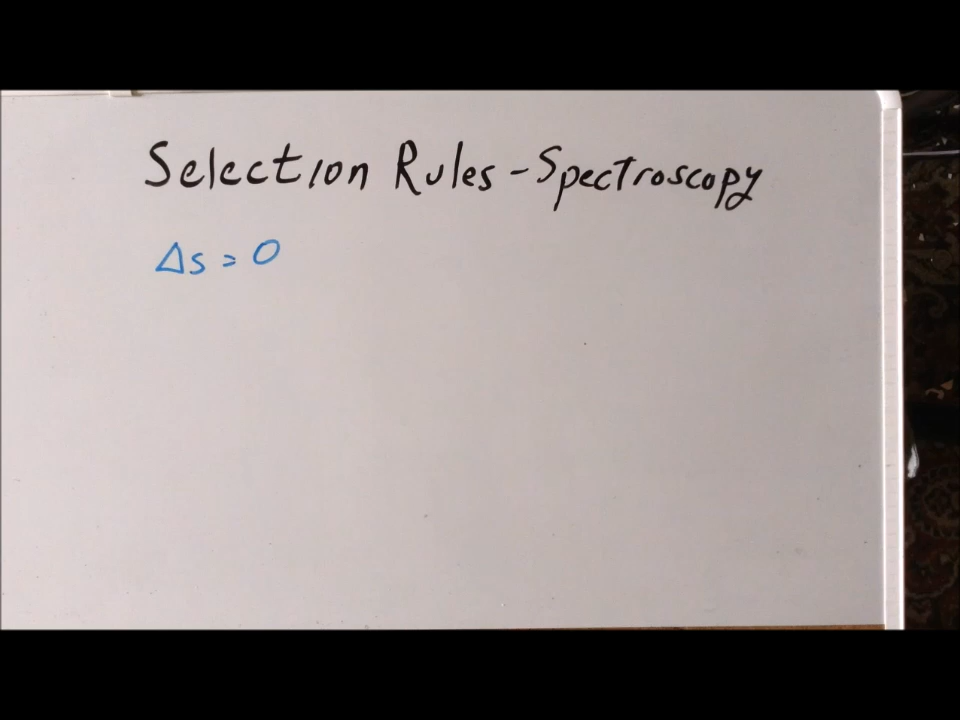 Selection Rules - Spectroscopy
Δs = 0